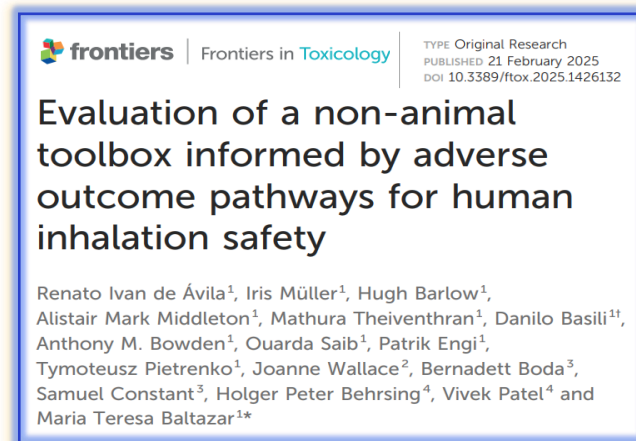 frontiers | Frontiers in Toxicology
TYPE Original Research
PUBLISHED 21 February 2025
DOI 10.3389/ftox.2025.1426132
Evaluation of a non-animal
toolbox informed by adverse
outcome pathways for human
inhalation safety
Renato Ivan de Ávila¹, Iris Müller¹, Hugh Barlow¹,
Alistair Mark Middleton¹, Mathura Theiventhran¹, Danilo Basili¹†,
Anthony M. Bowden¹, Ouarda Saib¹, Patrik Engi¹,
Tymoteusz Pietrenko¹, Joanne Wallace², Bernadett Boda³,
Samuel Constant³, Holger Peter Behrsing⁴, Vivek Patel⁴ and
Maria Teresa Baltazar¹*